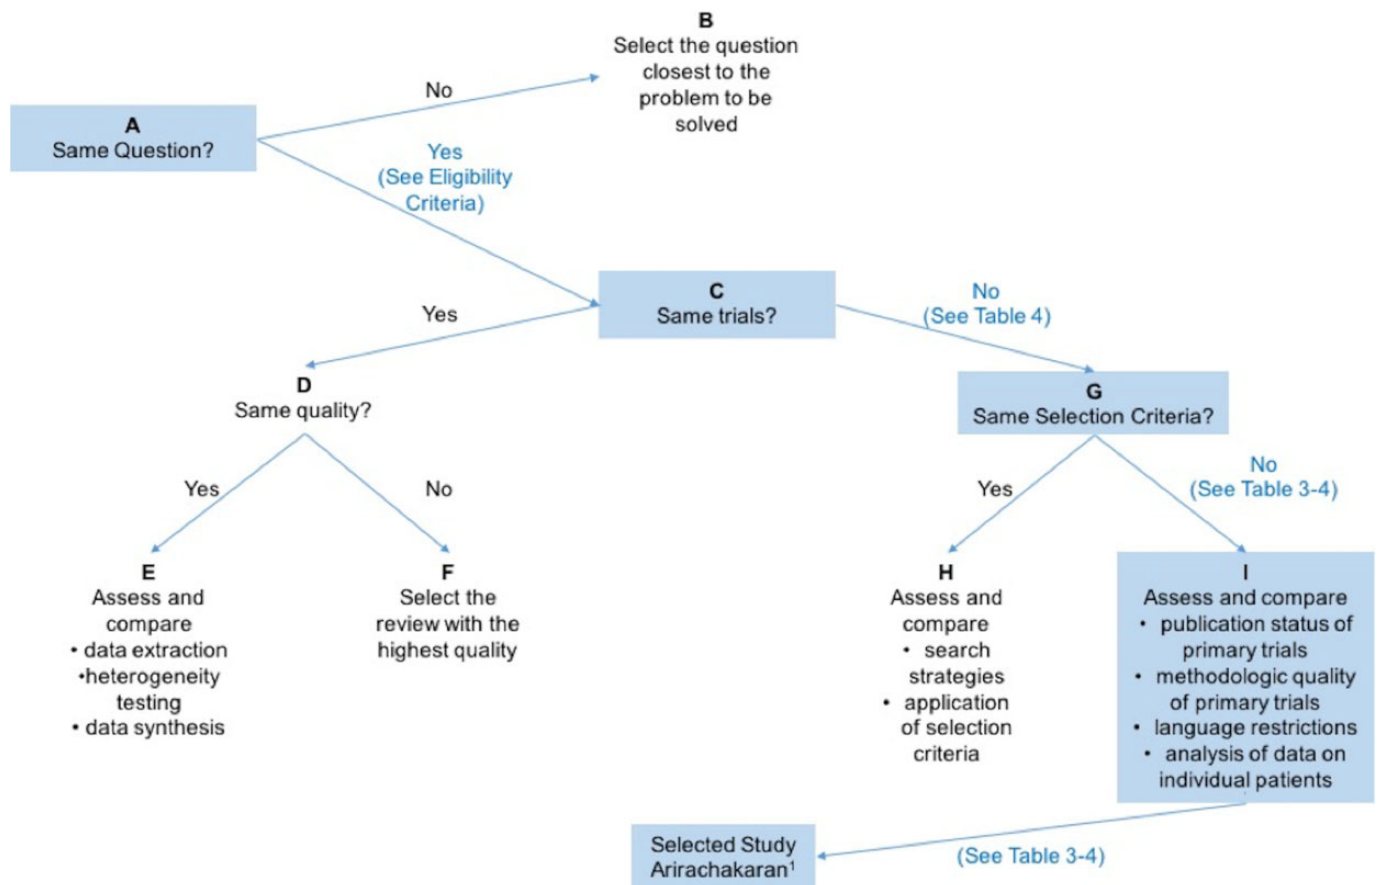 B
Select the question
closest to the
problem to be
solved
No
A
Same Question?
Yes
(See Eligibility
Criteria)
C
Same trials?
Yes
No
(See Table 4)
D
Same quality?
G
Same Selection Criteria?
Yes
No
Yes
No
(See Table 3-4)
E
Assess and
compare
• data extraction
•heterogeneity
testing
• data synthesis
F
Select the
review with the
highest quality
H
Assess and
compare
• search
strategies
• application
of selection
criteria
I
Assess and compare
• publication status of
primary trials
• methodologic quality
of primary trials
• language restrictions
• analysis of data on
individual patients
Selected Study
Arirachakaran¹
(See Table 3-4)